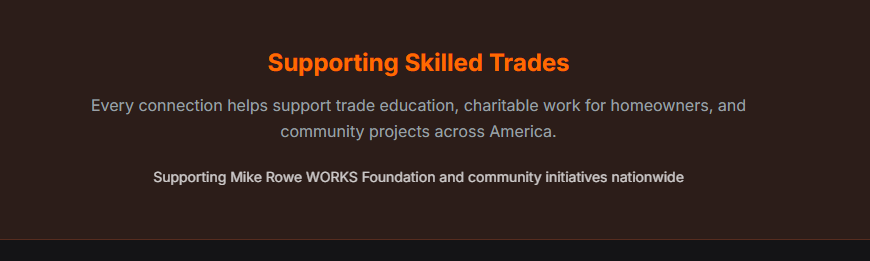 Supporting Skilled Trades
Every connection helps support trade education, charitable work for homeowners, and
community projects across America.
Supporting Mike Rowe WORKS Foundation and community initiatives nationwide